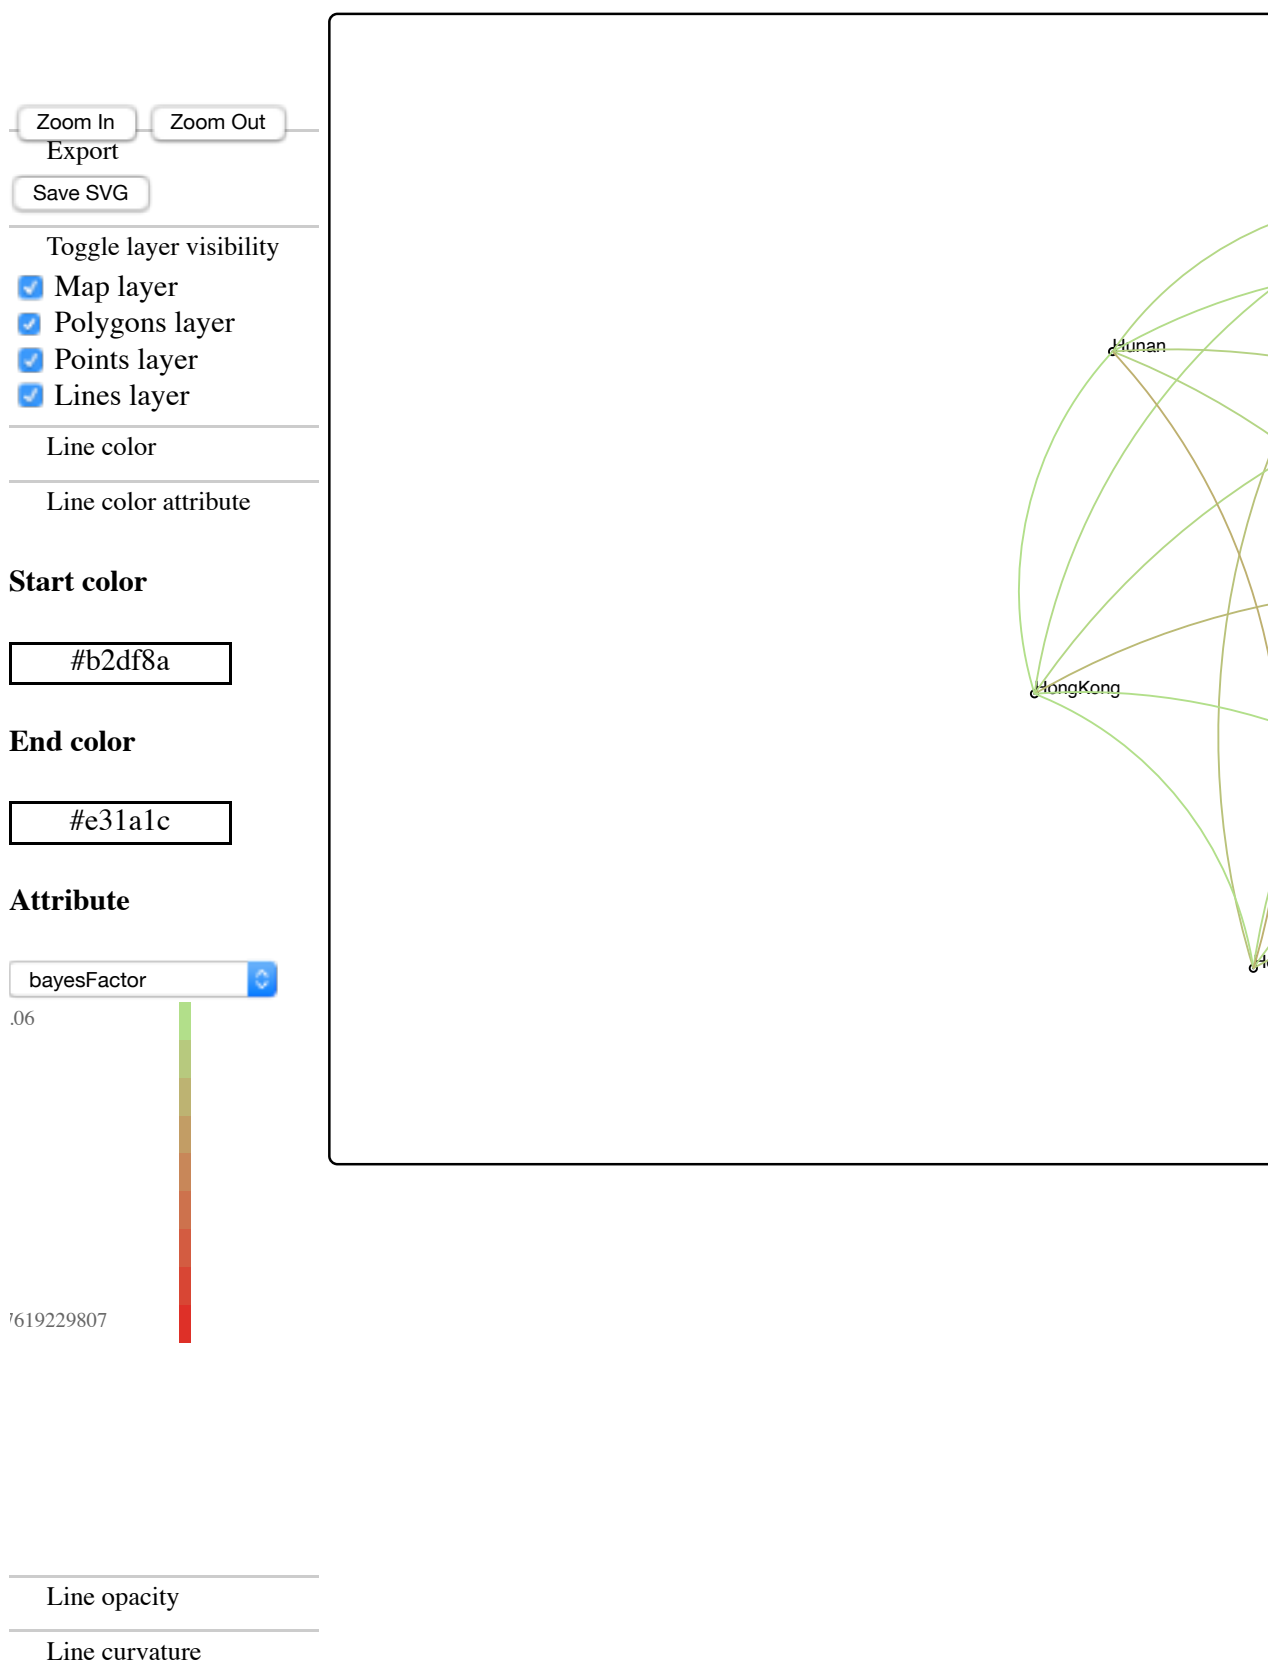 Zoom In Zoom Out
Export
Save SVG
Toggle layer visibility
Map layer
Polygons layer
Points layer
Lines layer
Line color
Line color attribute
Start color
#b2df8a
End color
#e31a1c
Attribute
bayesFactor
.06
7619229807
Line opacity
Line curvature
Hunan
HongKong